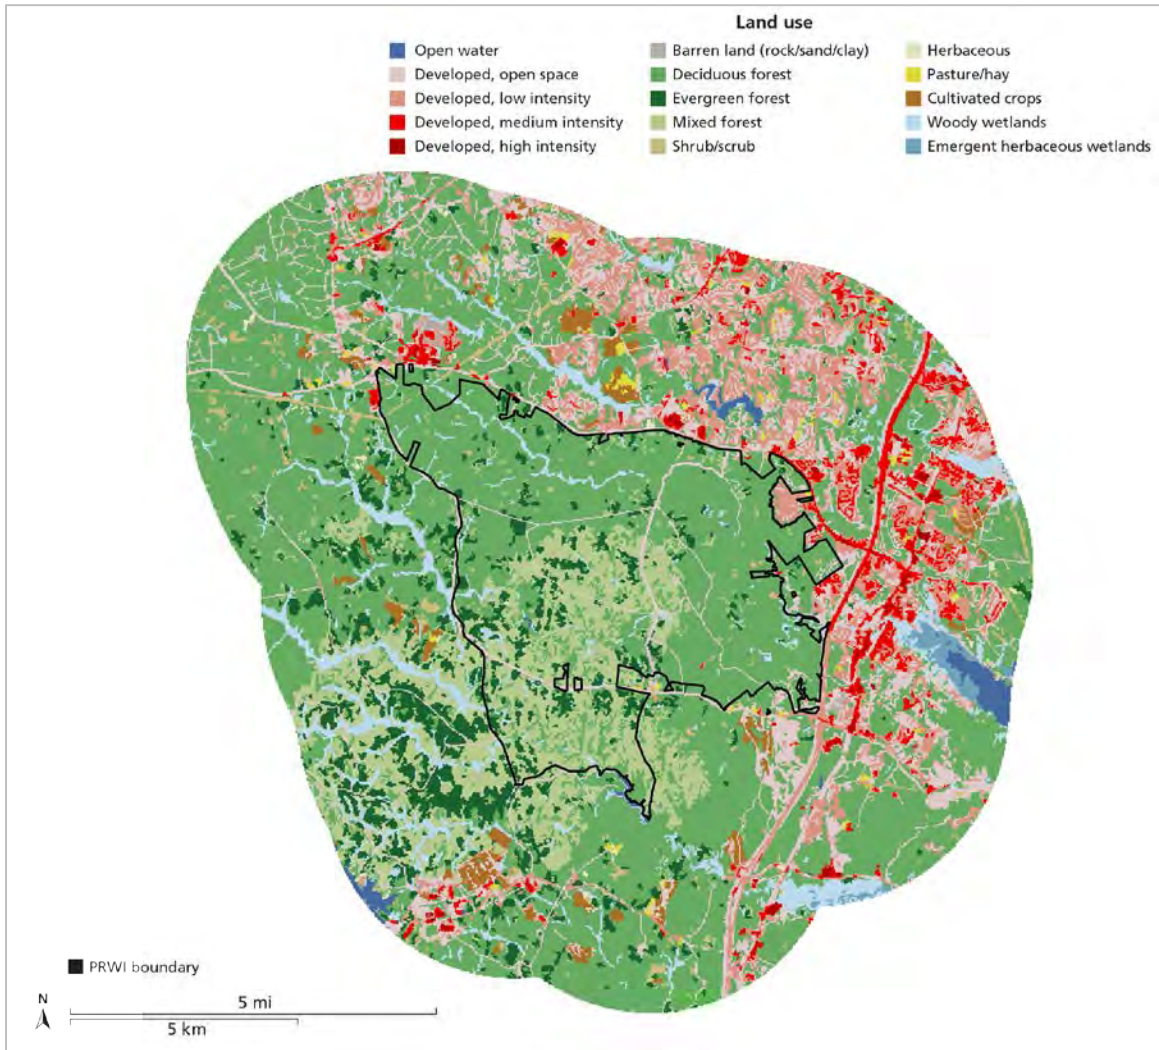 Land use
Open water
Developed, open space
Developed, low intensity
Developed, medium intensity
Developed, high intensity
Barren land (rock/sand/clay)
Deciduous forest
Evergreen forest
Mixed forest
Shrub/scrub
Herbaceous
Pasture/hay
Cultivated crops
Woody wetlands
Emergent herbaceous wetlands
PRWI boundary
N
5 mi
5 km